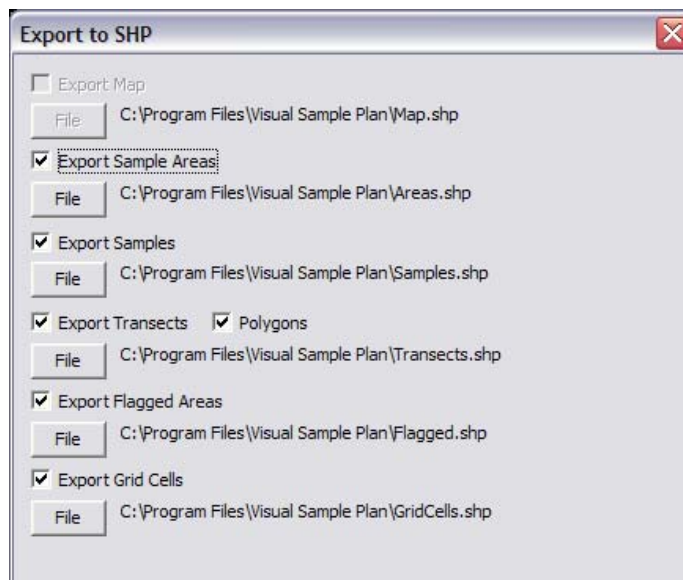 Export to SHP
Export Map
File C:\Program Files\Visual Sample Plan\Map.shp
Export Sample Areas
File C:\Program Files\Visual Sample Plan\Areas.shp
Export Samples
File C:\Program Files\Visual Sample Plan\Samples.shp
Export Transects Polygons
File C:\Program Files\Visual Sample Plan\Transects.shp
Export Flagged Areas
File C:\Program Files\Visual Sample Plan\Flagged.shp
Export Grid Cells
File C:\Program Files\Visual Sample Plan\GridCells.shp